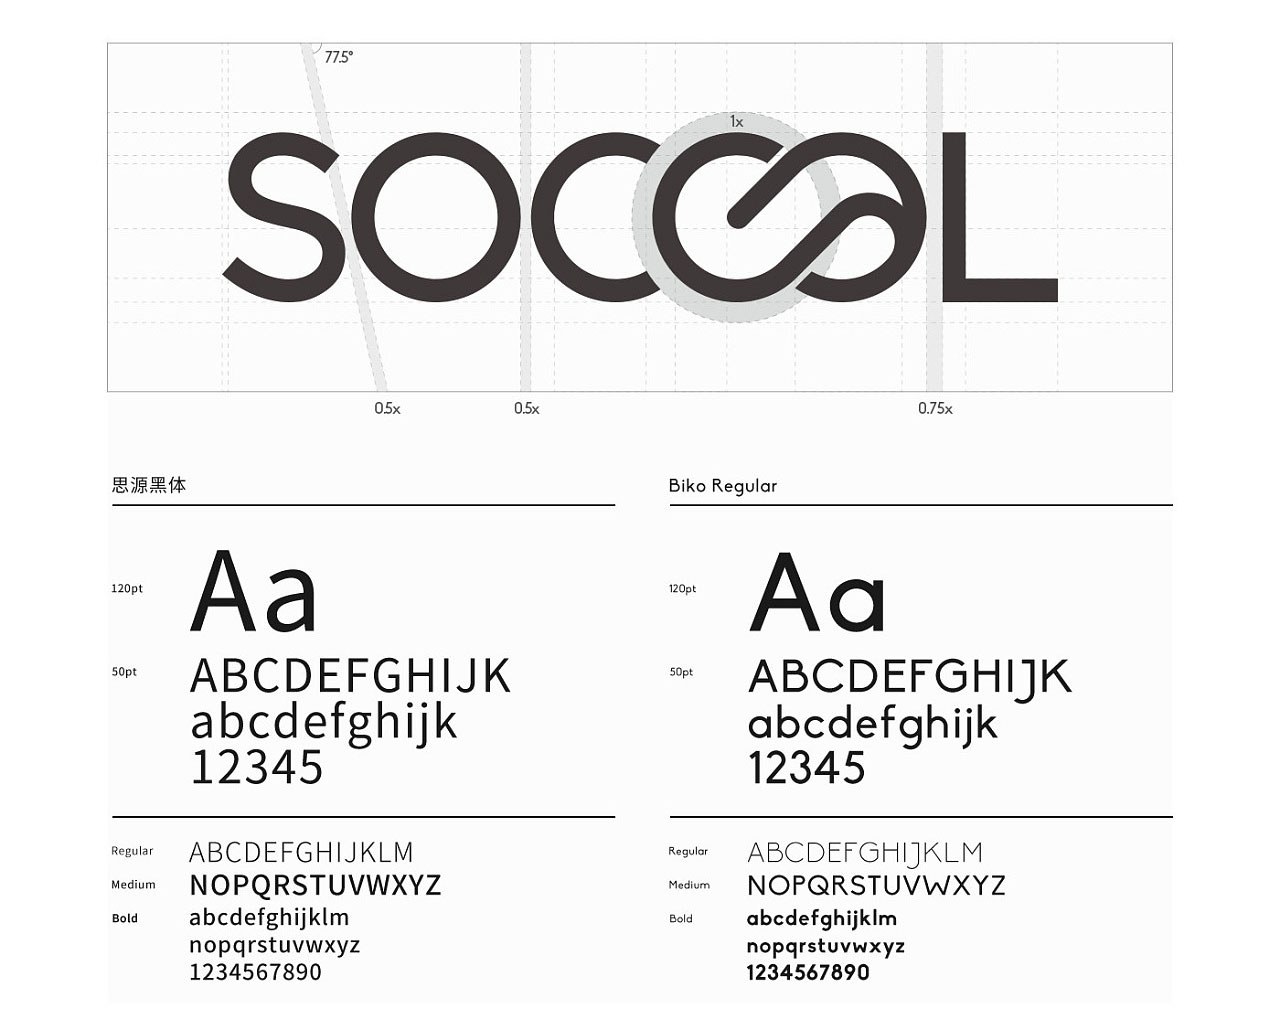 77.5°
1x
SOCOOL
0.5x
0.5x
0.75x
思源黑体
120pt
Aa
50pt
ABCDEFGHIJK
abcdefghijk
12345
Regular
ABCDEFGHIJKLM
Medium
NOPQRSTUVWXYZ
Bold
abcdefghijklm
nopqrstuvwxyz
1234567890
Biko Regular
120pt
Aa
50pt
ABCDEFGHIJK
abcdefghijk
12345
Regular
ABCDEFGHIJKLM
Medium
NOPQRSTUVWXYZ
Bold
abcdefghijklm
nopqrstuvwxyz
1234567890